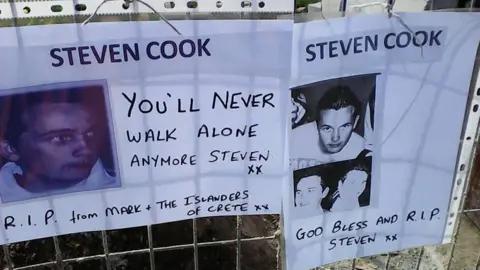 STEVEN COOK
YOU'LL NEVER
WALK ALONE
ANYMORE STEVEN
xx
R.I.P. from MARK + THE ISLANDERS
OF CRETE xx
STEVEN COOK
GOD BLESS AND R.I.P.
STEVEN xx